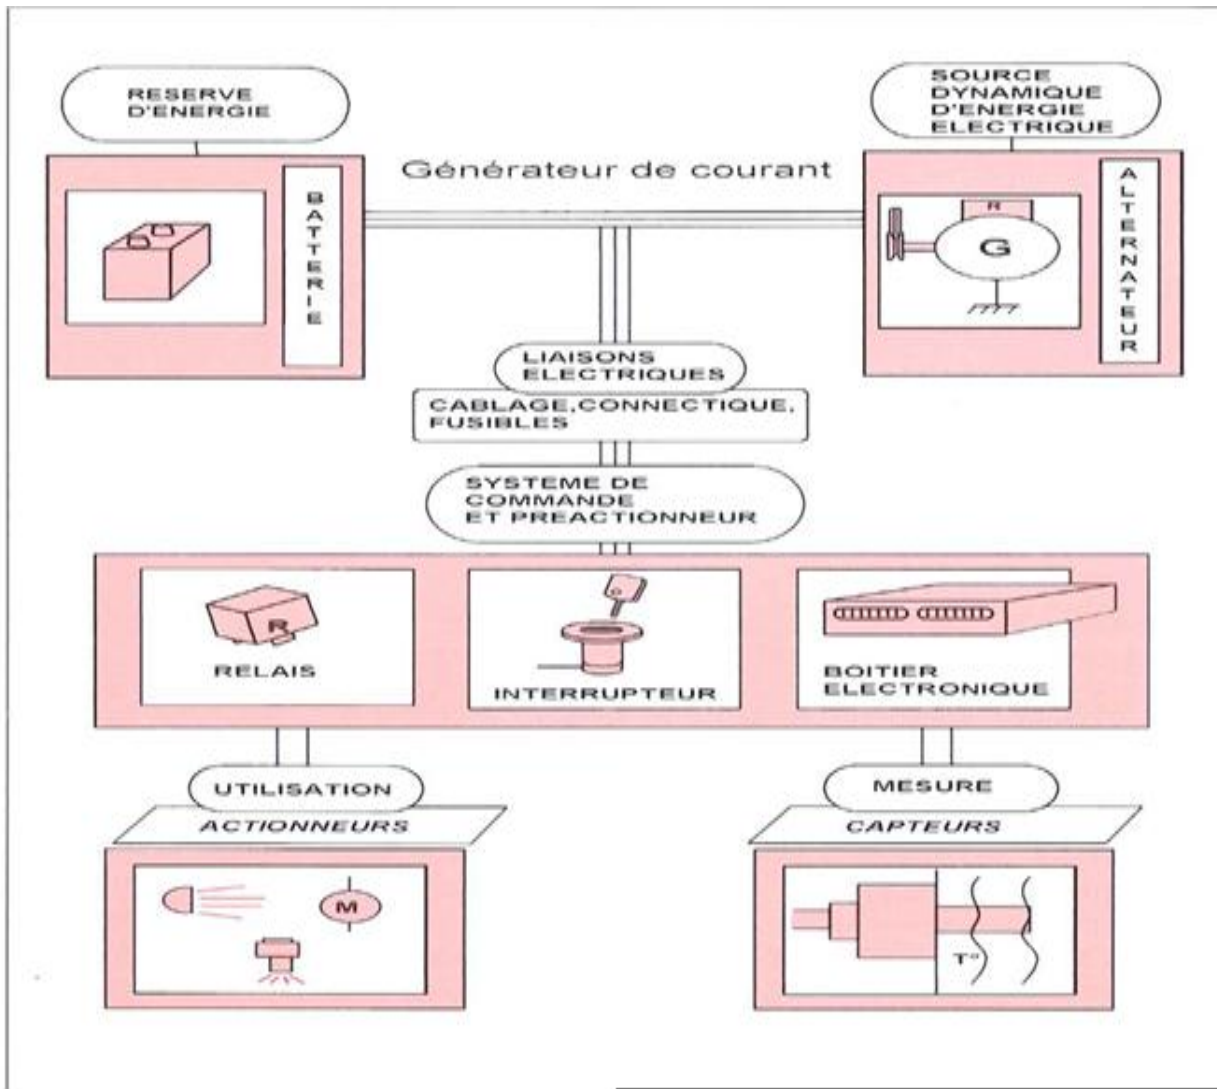 RESERVE
D'ENERGIE
SOURCE
DYNAMIQUE
D'ENERGIE
ELECTRIQUE
Générateur de courant
BATTERIE
R
G
ALTERNATEUR
LIAISONS
ELECTRIQUES
CABLAGE,CONNECTIQUE,
FUSIBLES
SYSTEME DE
COMMANDE
ET PREACTIONNEUR
R
RELAIS
INTERRUPTEUR
BOITIER
ELECTRONIQUE
UTILISATION
ACTIONNEURS
MESURE
CAPTEURS
M
T°